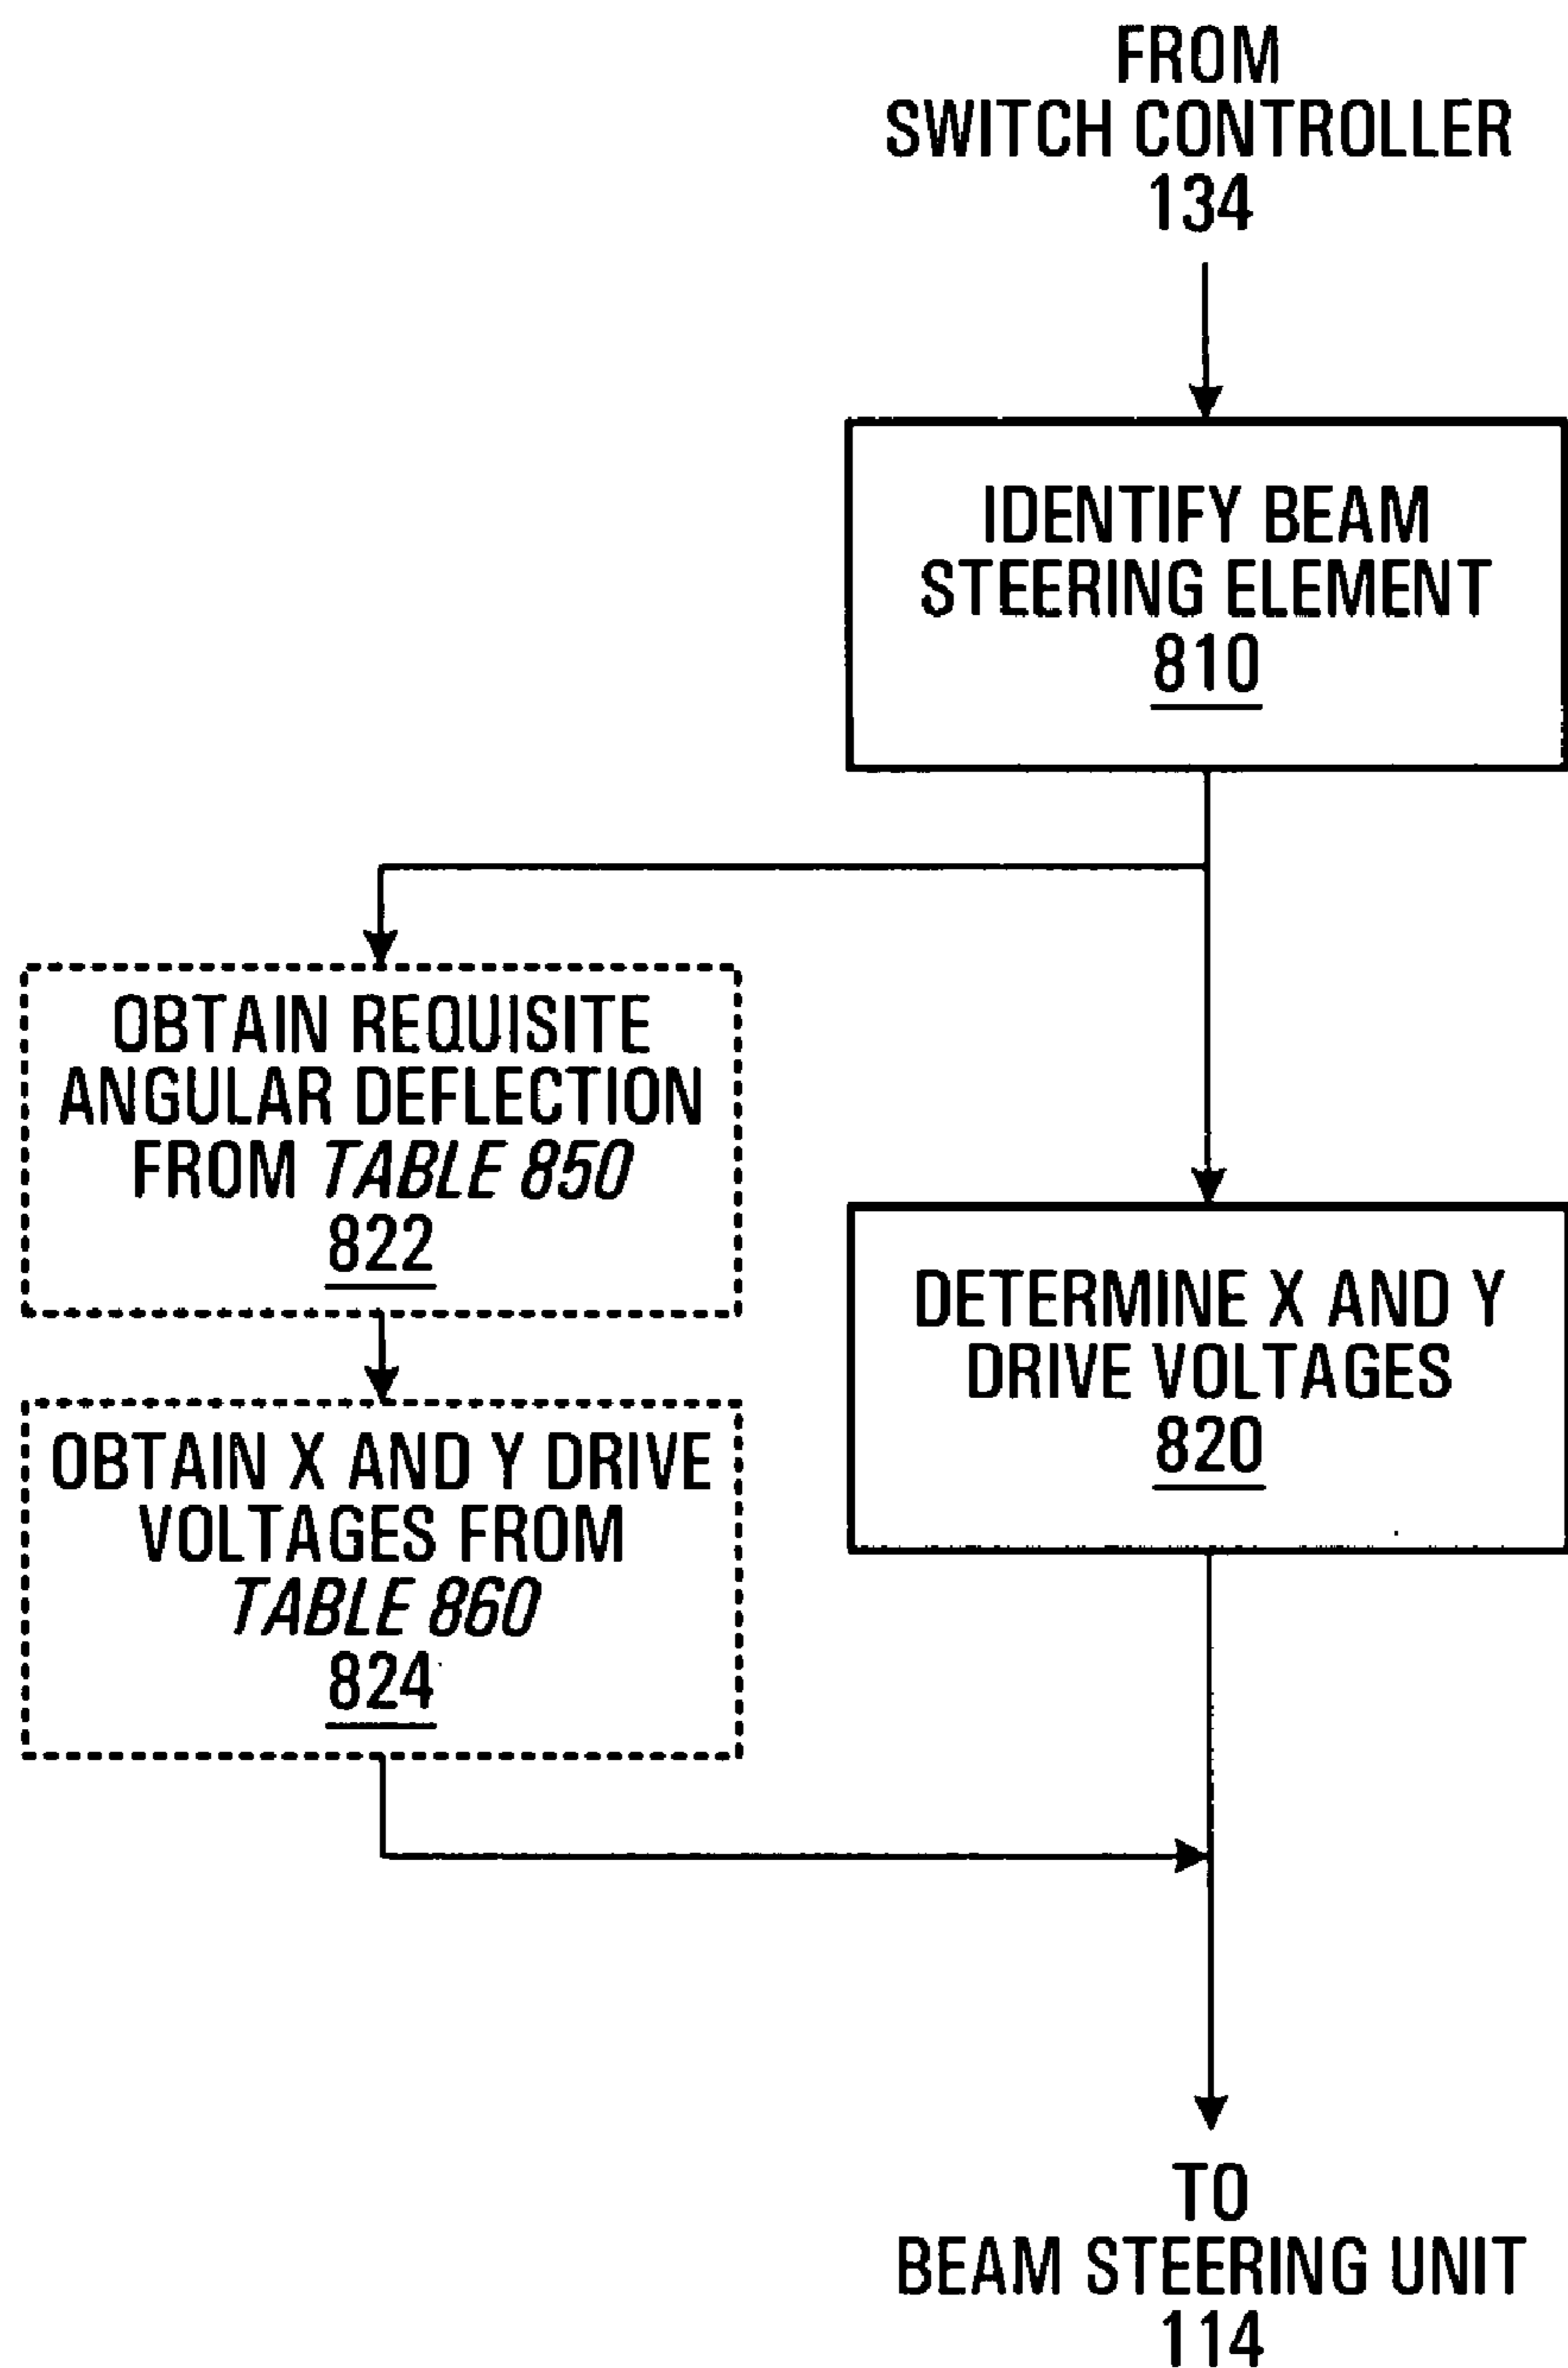 FROM
SWITCH CONTROLLER
134
IDENTIFY BEAM
STEERING ELEMENT
810
OBTAIN REQUISITE
ANGULAR DEFLECTION
FROM TABLE 850
822
DETERMINE X AND Y
DRIVE VOLTAGES
820
OBTAIN X AND Y DRIVE
VOLTAGES FROM
TABLE 860
824
TO
BEAM STEERING UNIT
114